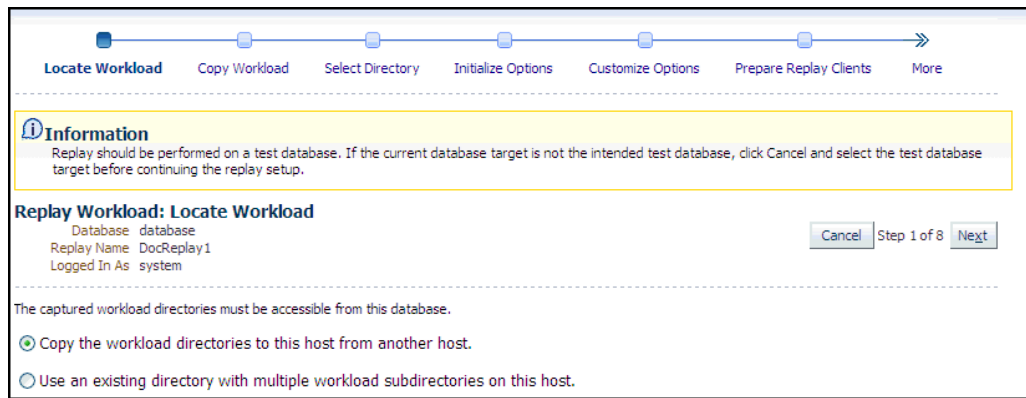 Locate Workload Copy Workload Select Directory Initialize Options Customize Options Prepare Replay Clients More
Information
Replay should be performed on a test database. If the current database target is not the intended test database, click Cancel and select the test database
target before continuing the replay setup.
Replay Workload: Locate Workload
Database database
Replay Name DocReplay1
Logged In As system
Cancel Step 1 of 8 Next
The captured workload directories must be accessible from this database.
Copy the workload directories to this host from another host.
Use an existing directory with multiple workload subdirectories on this host.